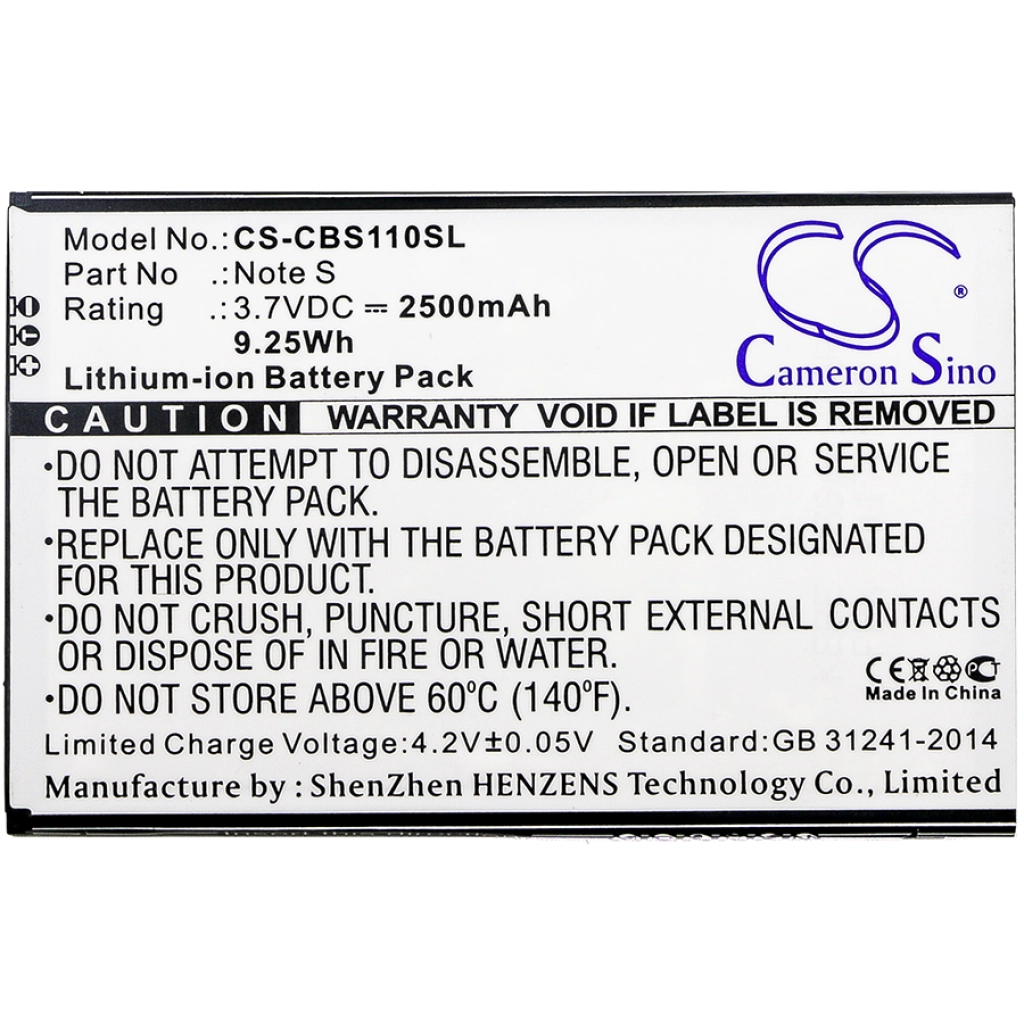 Model No.: CS-CBS110SL
Part No .: Note S
Rating .: 3.7VDC 2500mAh
9.25Wh
Lithium-ion Battery Pack
CS ®
Cameron Sino
CAUTION WARRANTY VOID IF LABEL IS REMOVED
·DO NOT ATTEMPT TO DISASSEMBLE, OPEN OR SERVICE
THE BATTERY PACK.
·REPLACE ONLY WITH THE BATTERY PACK DESIGNATED
FOR THIS PRODUCT.
·DO NOT CRUSH, PUNCTURE, SHORT EXTERNAL CONTACTS
OR DISPOSE OF IN FIRE OR WATER.
·DO NOT STORE ABOVE 60°C (140°F).
CE
Made In China
Limited Charge Voltage:4.2V±0.05V Standard:GB 31241-2014
Manufacture by : ShenZhen HENZENS Technology Co., Limited